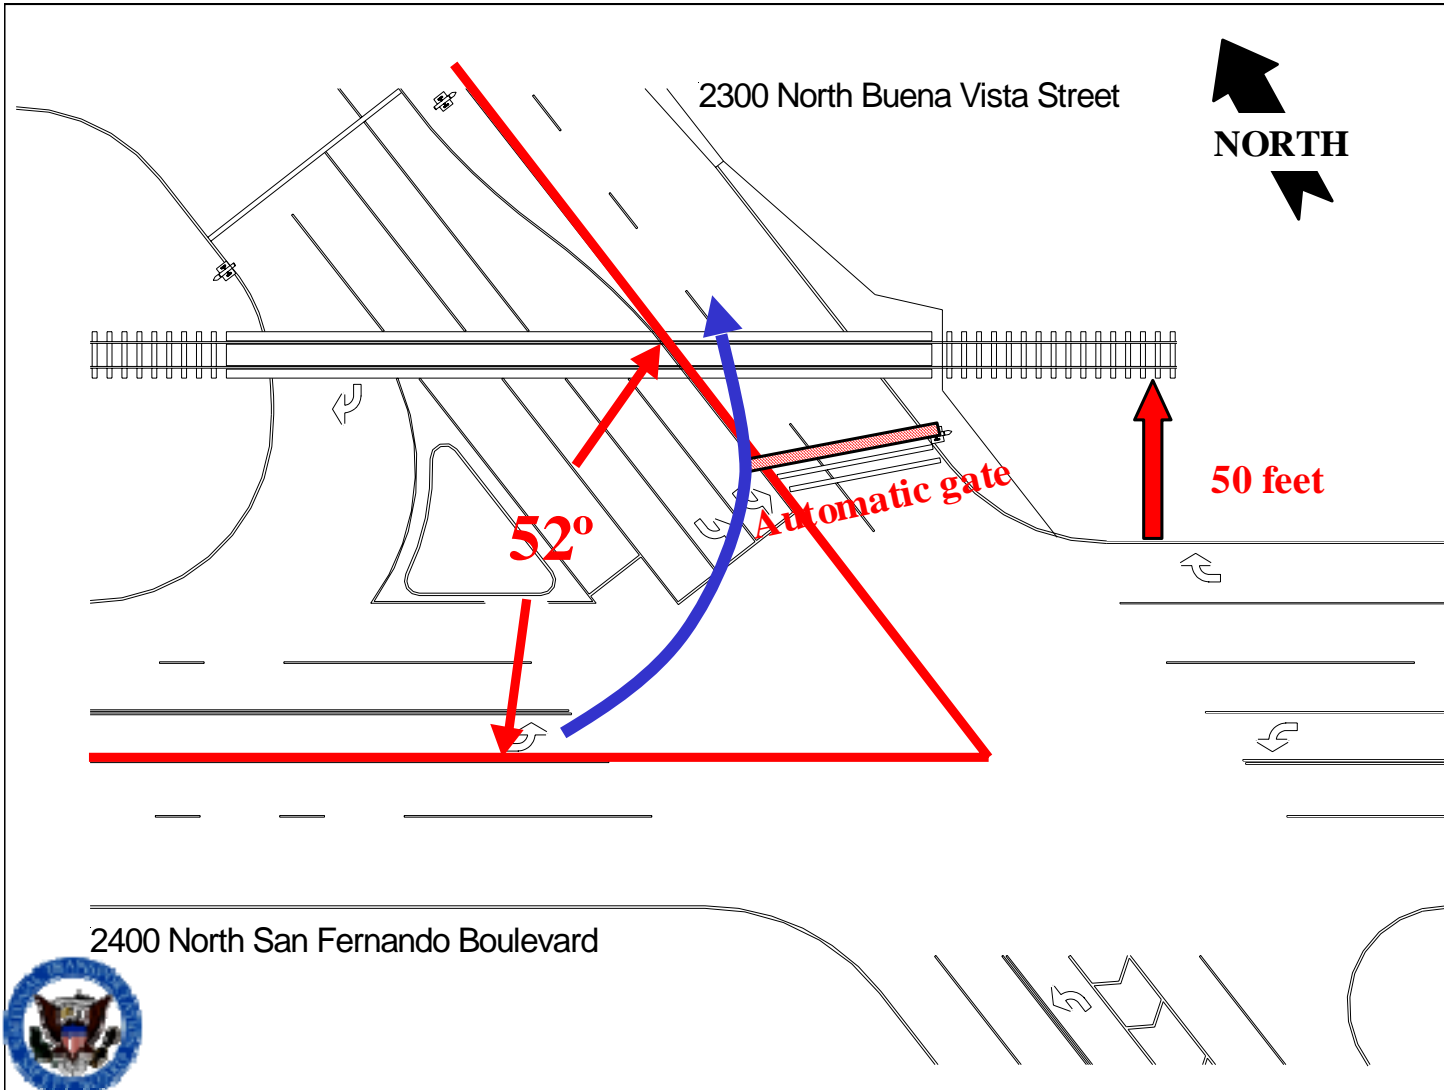 2300 North Buena Vista Street
NORTH
50 feet
Automatic gate
52º
2400 North San Fernando Boulevard